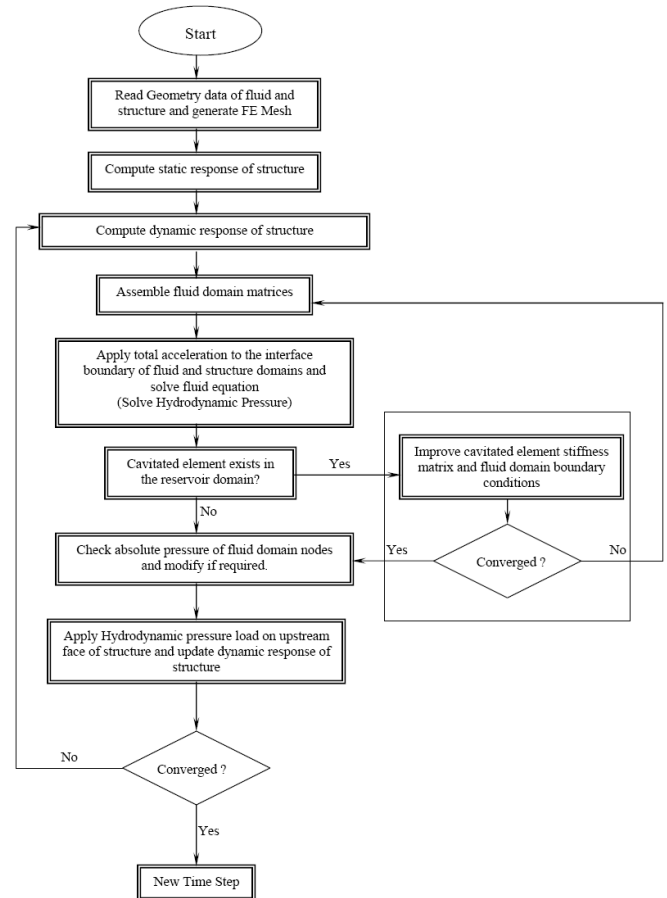 Start
Read Geometry data of fluid and
structure and generate FE Mesh
Compute static response of structure
Compute dynamic response of structure
Assemble fluid domain matrices
Apply total acceleration to the interface
boundary of fluid and structure domains and
solve fluid equation
(Solve Hydrodynamic Pressure)
Cavitated element exists in
the reservoir domain?
Yes
Improve cavitated element stiffness
matrix and fluid domain boundary
conditions
No
Check absolute pressure of fluid domain nodes
and modify if required.
Yes
Converged ?
No
Apply Hydrodynamic pressure load on upstream
face of structure and update dynamic response of
structure
No
Converged ?
Yes
New Time Step